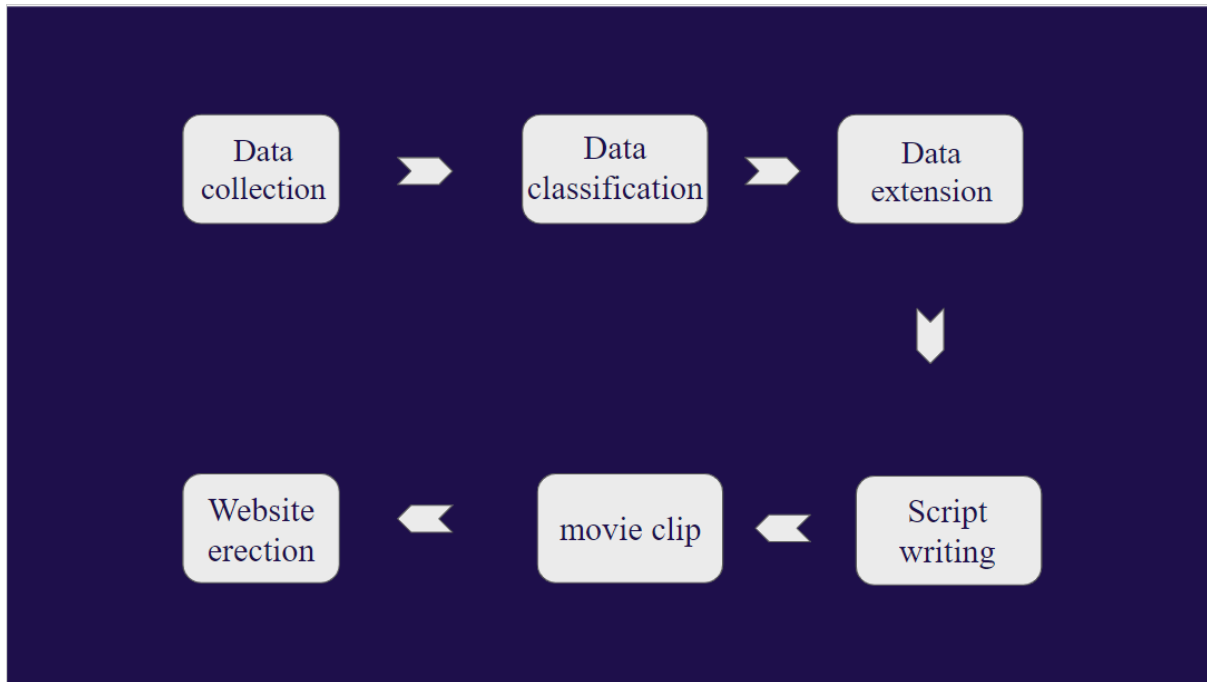 Data
collection
Data
classification
Data
extension
Script
writing
movie clip
Website
erection